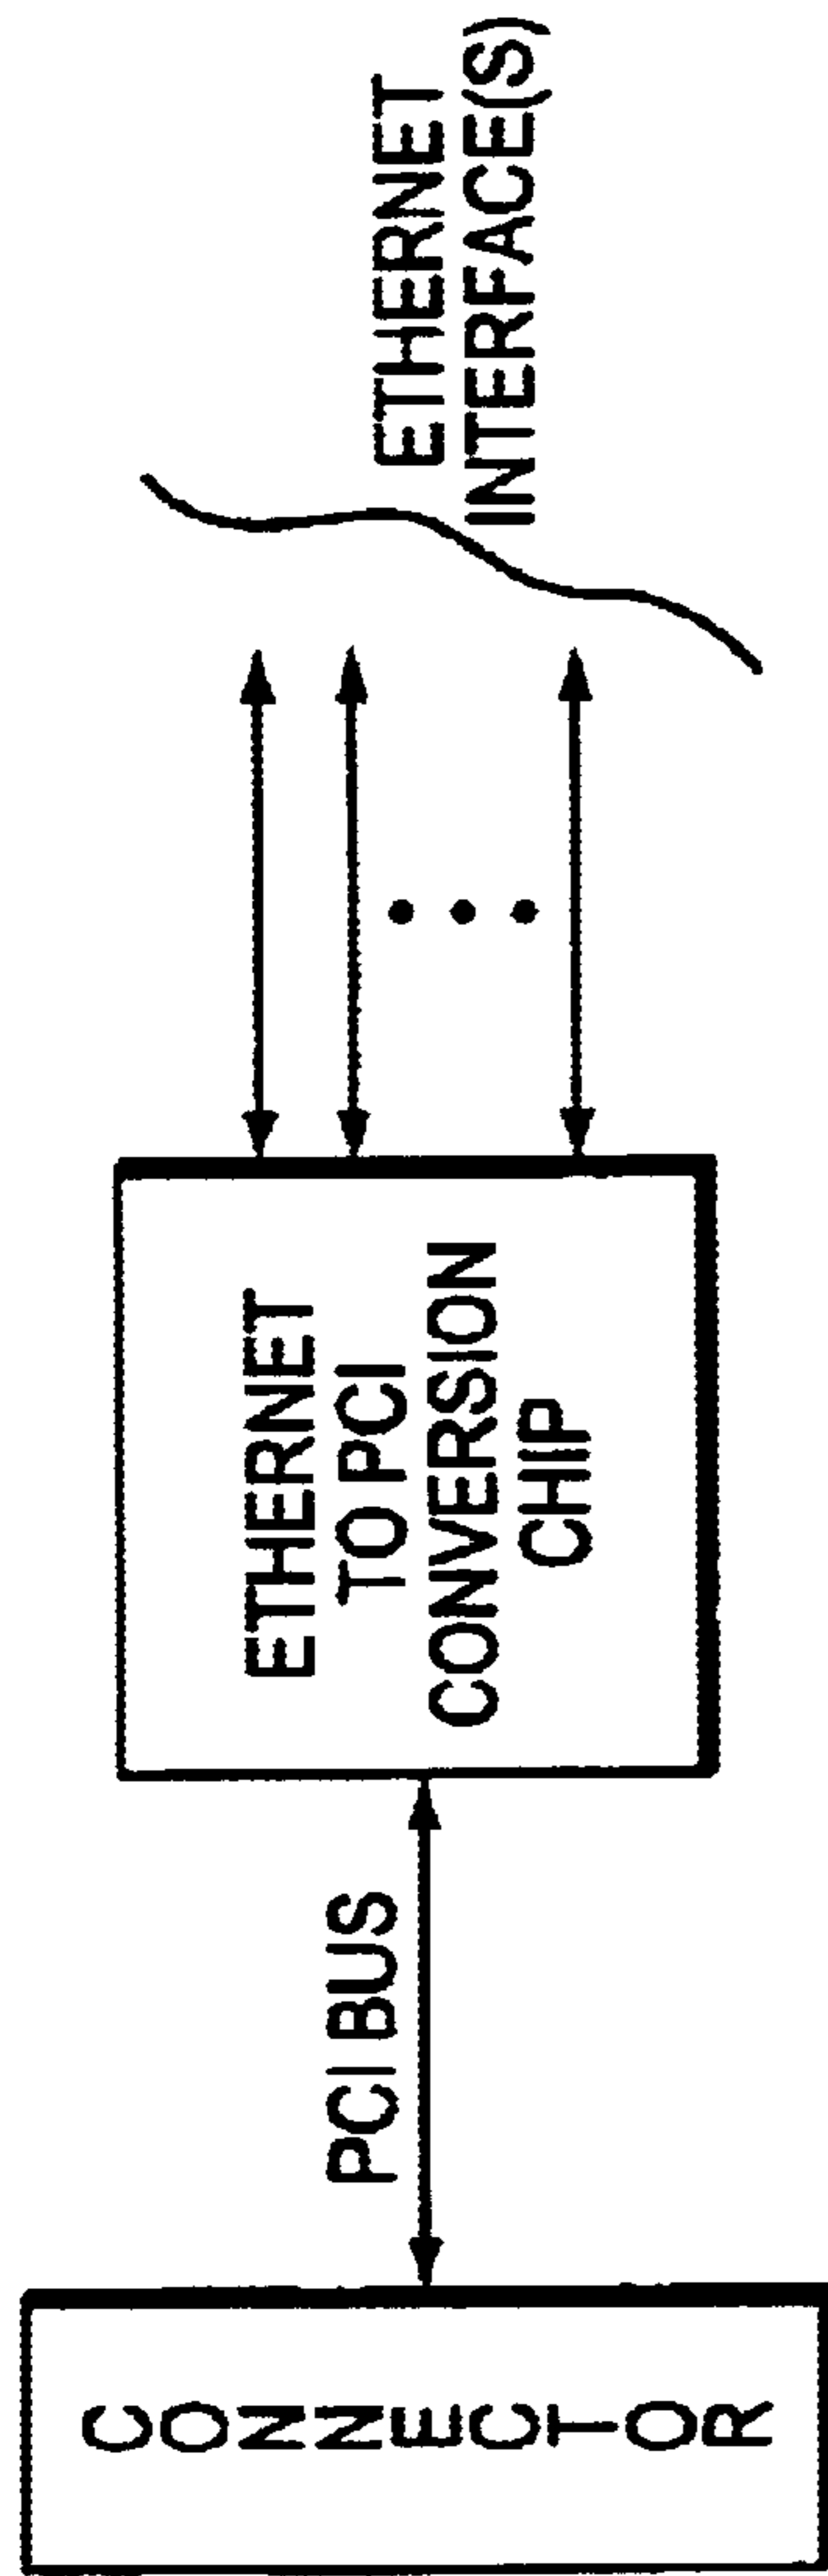 CONNECTOR
PCI BUS
ETHERNET
TO PCI
CONVERSION
CHIP
ETHERNET
INTERFACE(S)